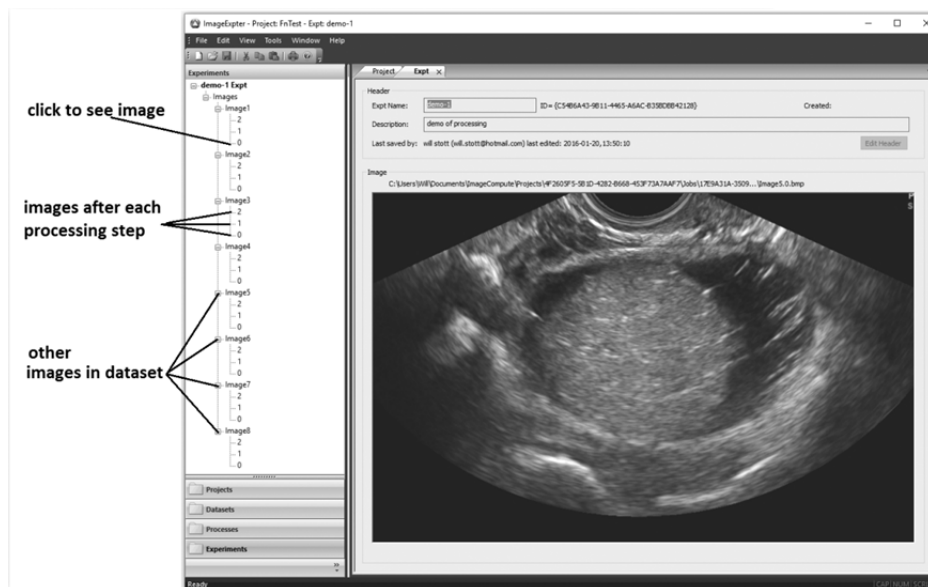 ImageExpter - Project: FnTest - Expt: demo-1
File Edit View Tools Window Help
Experiments
demo-1 Expt
Images
Image1
2
1
0
Image2
2
1
0
Image3
2
1
0
Image4
2
1
0
Image5
2
1
0
Image6
2
1
0
Image7
2
1
0
Image8
2
1
0
Projects
Datasets
Processes
Experiments
Ready
click to see image
images after each
processing step
other
images in dataset
Project Expt
Header
Expt Name: demo-1 Created:
Description: demo of processing
Last saved by: will stott (will.stott@hotmail.com) last edited: 2016-01-20, 13:50:10 Edit Header
Image
P
S
CAP NUM SCRL